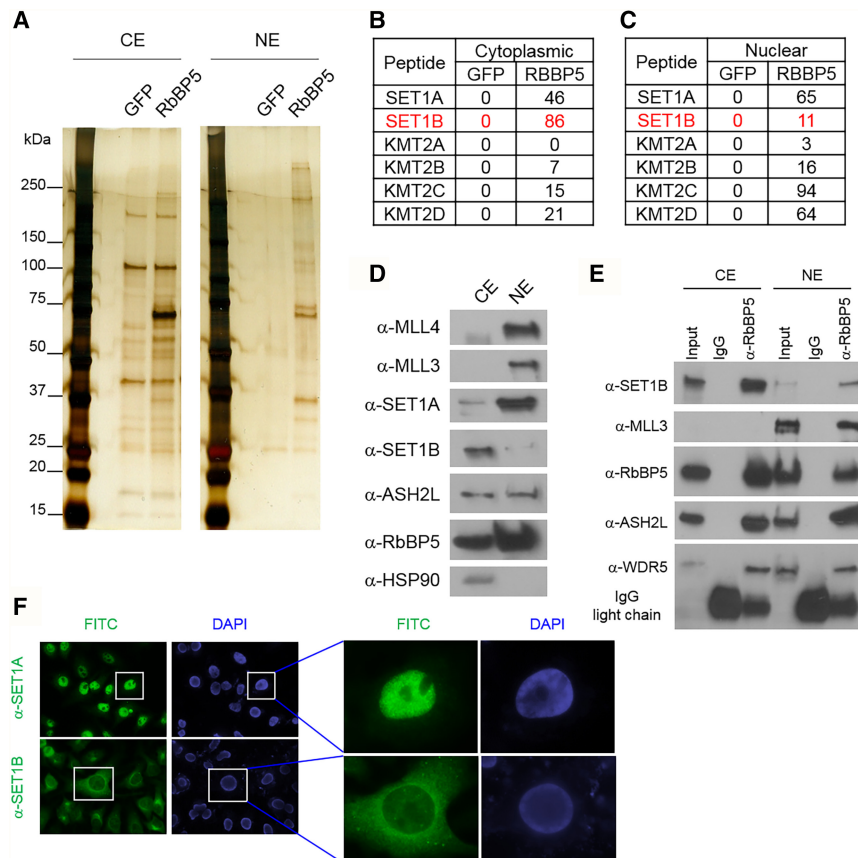 A
CE
NE
GFP
RbBP5
GFP
RbBP5
kDa
250
150
100
75
50
37
25
20
15
B
Peptide Cytoplasmic
GFP RBBP5
SET1A 0 46
SET1B 0 86
KMT2A 0 0
KMT2B 0 7
KMT2C 0 15
KMT2D 0 21
C
Peptide Nuclear
GFP RBBP5
SET1A 0 65
SET1B 0 11
KMT2A 0 3
KMT2B 0 16
KMT2C 0 94
KMT2D 0 64
D
CE NE
α-MLL4
α-MLL3
α-SET1A
α-SET1B
α-ASH2L
α-RbBP5
α-HSP90
E
CE NE
Input IgG α-RbBP5 Input IgG α-RbBP5
α-SET1B
α-MLL3
α-RbBP5
α-ASH2L
α-WDR5
IgG
light chain
F
FITC DAPI FITC DAPI
α-SET1A
α-SET1B